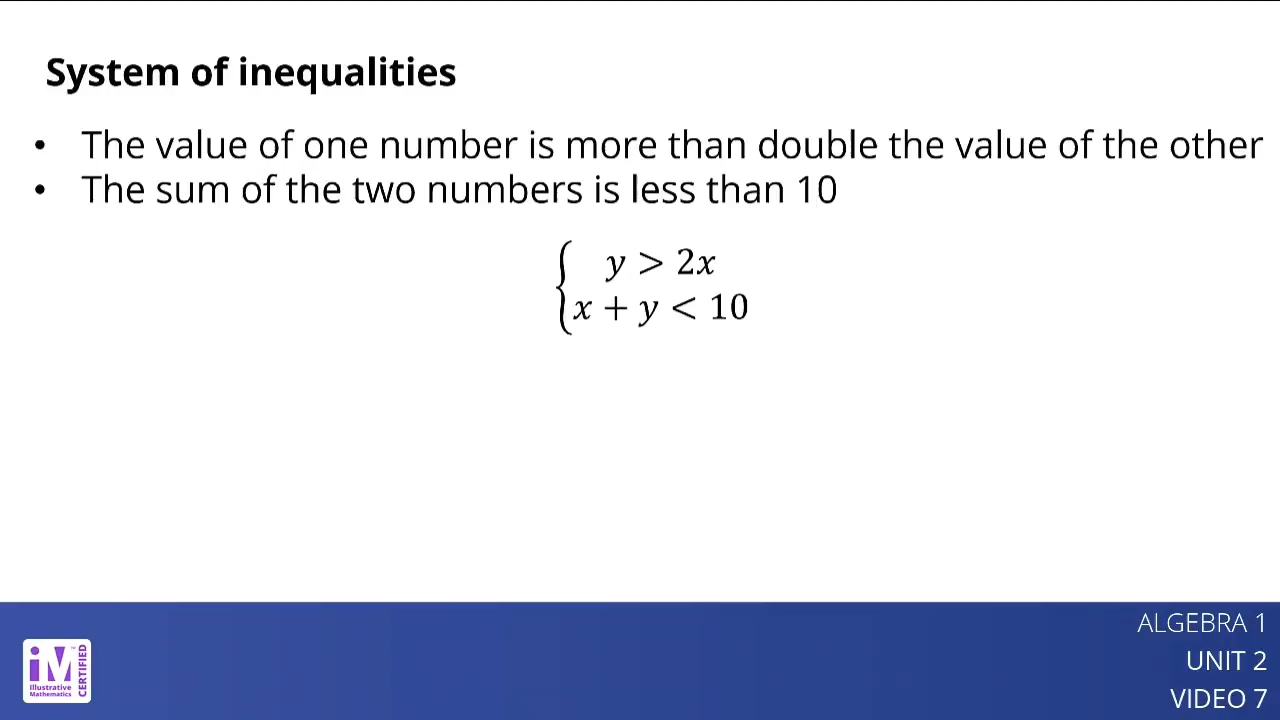 System of inequalities
• The value of one number is more than double the value of the other
• The sum of the two numbers is less than 10
y > 2x
x + y < 10
ALGEBRA 1
UNIT 2
VIDEO 7
iM
Illustrative
Mathematics
CERTIFIED